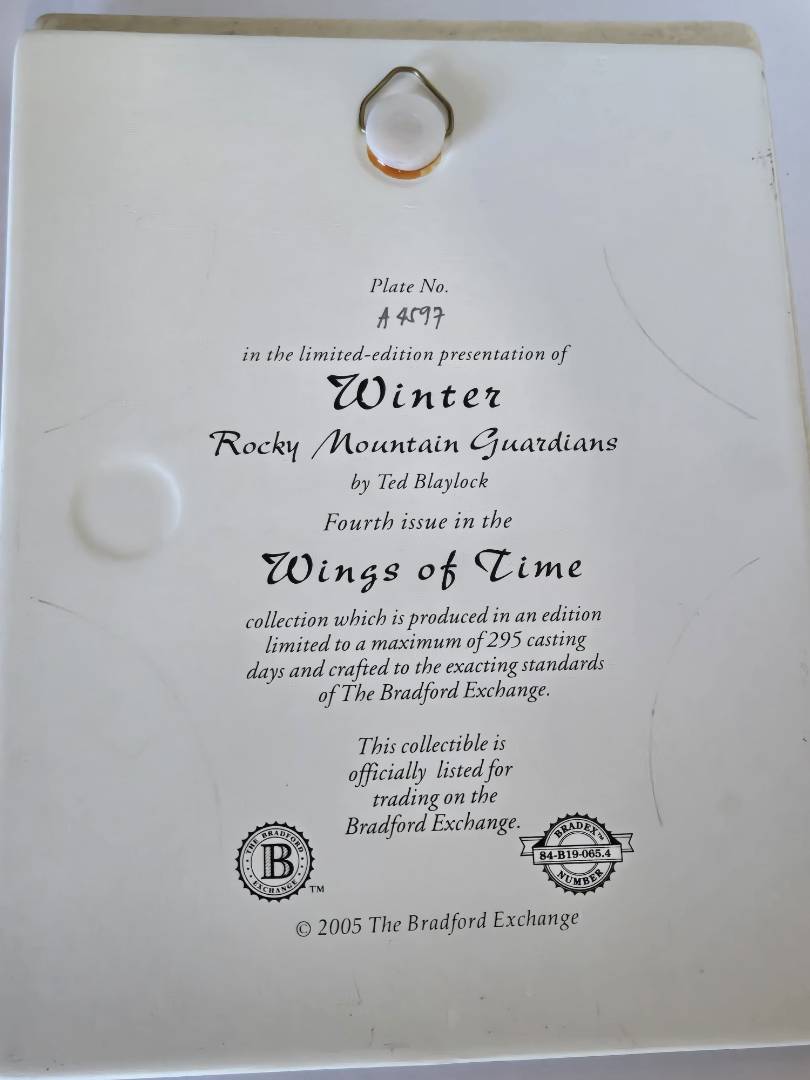 Plate No.
A 4597
in the limited-edition presentation of
Winter
Rocky Mountain Guardians
by Ted Blaylock
Fourth issue in the
Wings of Time
collection which is produced in an edition
limited to a maximum of 295 casting
days and crafted to the exacting standards
of The Bradford Exchange.
This collectible is
officially listed for
trading on the
Bradford Exchange.
THE BRADFORD
B
EXCHANGE
TM
BRADEX™
84-B19-065.4
NUMBER
© 2005 The Bradford Exchange